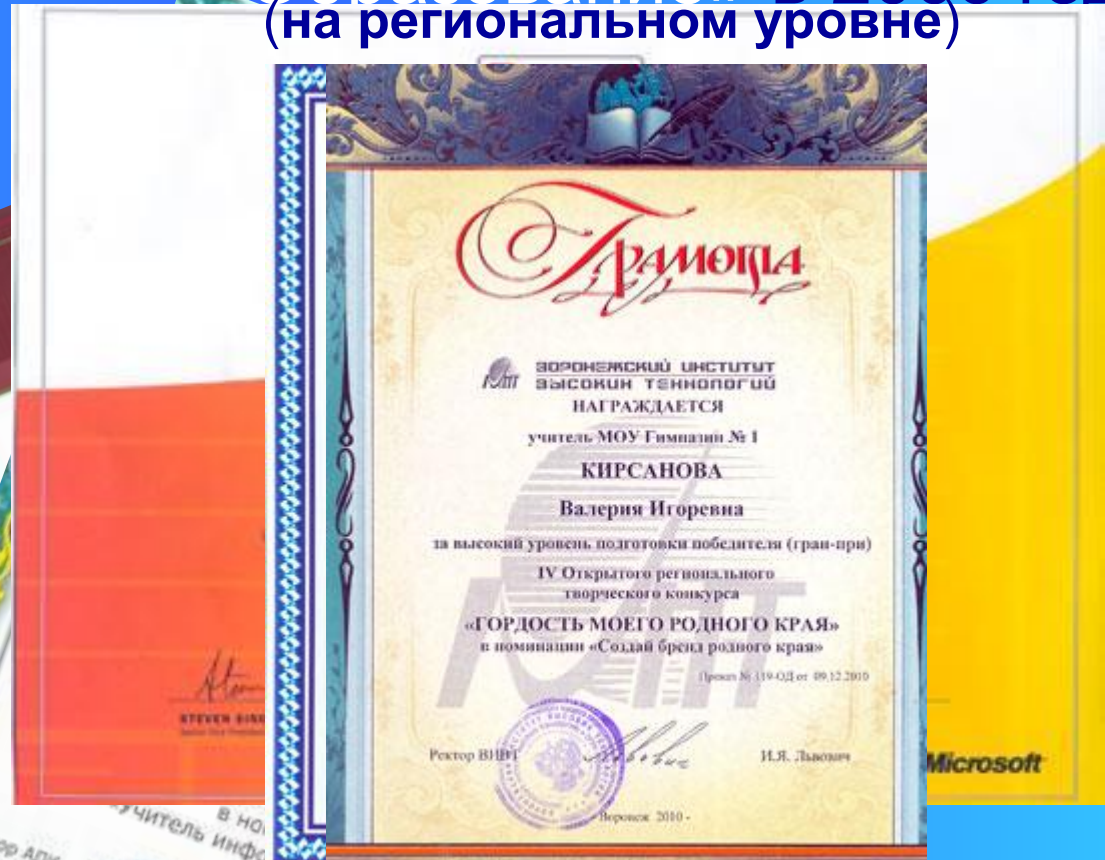 (на региональном уровне)
Грамота
ВОРОНЕЖСКИЙ ИНСТИТУТ
ВЫСОКИХ ТЕХНОЛОГИЙ
НАГРАЖДАЕТСЯ
учитель МОУ Гимназии № 1
КИРСАНОВА
Валерия Игоревна
за высокий уровень подготовки победителя (гран-при)
IV Открытого регионального
творческого конкурса
«ГОРДОСТЬ МОЕГО РОДНОГО КРАЯ»
в номинации «Создай бренд родного края»
Приказ № 119-ОД от 09.12.2010
Ректор ВИВТ И.Я. Львович
Воронеж 2010 -
STEVEN
Microsoft
учитель